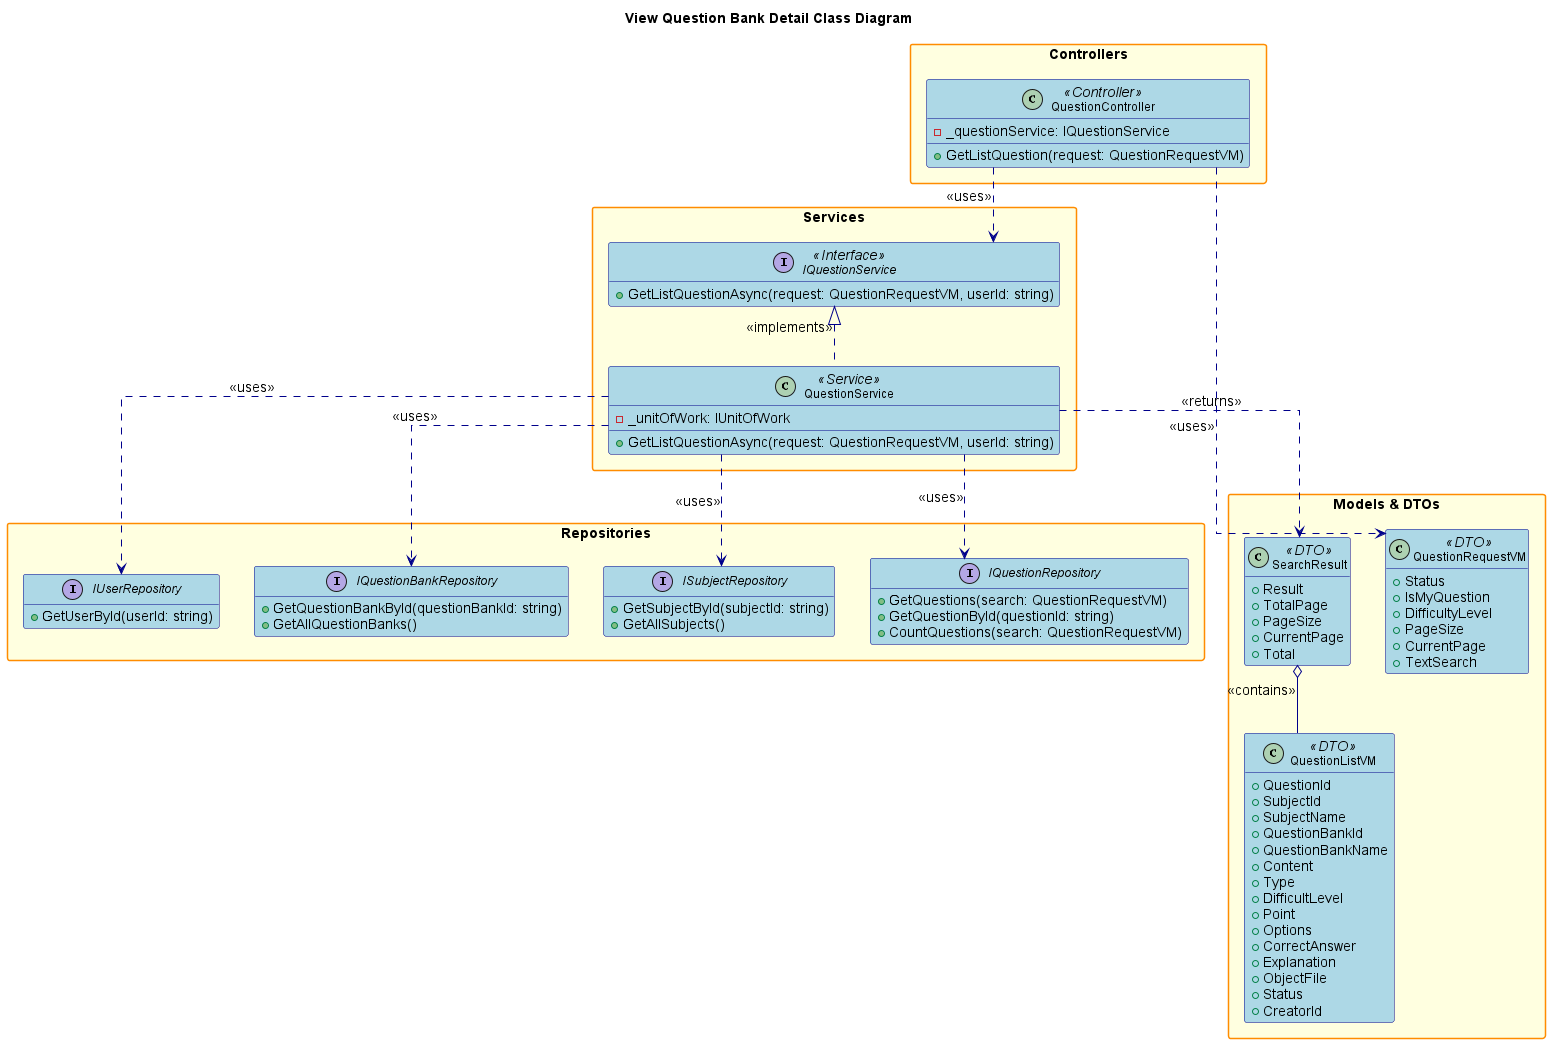 View Question Bank Detail Class Diagram
Controllers
C
«Controller»
QuestionController
_questionService: IQuestionService
GetListQuestion(request: QuestionRequestVM)
«uses»
Services
I
«Interface»
IQuestionService
GetListQuestionAsync(request: QuestionRequestVM, userId: string)
«implements»
C
«Service»
QuestionService
_unitOfWork: IUnitOfWork
GetListQuestionAsync(request: QuestionRequestVM, userId: string)
«uses»
«uses»
«returns»
«uses»
«uses»
«uses»
Repositories
I
IUserRepository
GetUserById(userId: string)
I
IQuestionBankRepository
GetQuestionBankById(questionBankId: string)
GetAllQuestionBanks()
I
ISubjectRepository
GetSubjectById(subjectId: string)
GetAllSubjects()
I
IQuestionRepository
GetQuestions(search: QuestionRequestVM)
GetQuestionById(questionId: string)
CountQuestions(search: QuestionRequestVM)
Models & DTOs
C
«DTO»
SearchResult
Result
TotalPage
PageSize
CurrentPage
Total
C
«DTO»
QuestionRequestVM
Status
IsMyQuestion
DifficultyLevel
PageSize
CurrentPage
TextSearch
«contains»
C
«DTO»
QuestionListVM
QuestionId
SubjectId
SubjectName
QuestionBankId
QuestionBankName
Content
Type
DifficultLevel
Point
Options
CorrectAnswer
Explanation
ObjectFile
Status
CreatorId